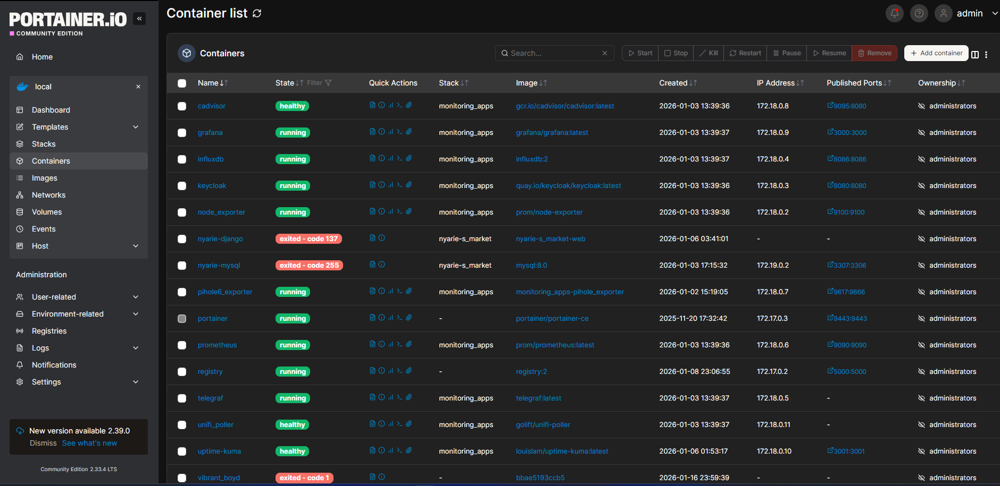 PORTAINER.iO
COMMUNITY EDITION
Home
local
Dashboard
Templates
Stacks
Containers
Images
Networks
Volumes
Events
Host
Administration
User-related
Environment-related
Registries
Logs
Notifications
Settings
New version available 2.39.0
Dismiss See what's new
Community Edition 2.33.4 LTS
Container list
admin
Containers
Search...
Start Stop Kill Restart Pause Resume Remove
Add container
Name State Filter Quick Actions Stack Image Created IP Address Published Ports Ownership
cadvisor healthy monitoring_apps gcr.io/cadvisor/cadvisor:latest 2026-01-03 13:39:36 172.18.0.8 9095:8080 administrators
grafana running monitoring_apps grafana/grafana:latest 2026-01-03 13:39:37 172.18.0.9 3000:3000 administrators
influxdb running monitoring_apps influxdb:2 2026-01-03 13:39:37 172.18.0.4 8086:8086 administrators
keycloak running monitoring_apps quay.io/keycloak/keycloak:latest 2026-01-03 13:39:36 172.18.0.3 8080:8080 administrators
node_exporter running monitoring_apps prom/node-exporter 2026-01-03 13:39:36 172.18.0.2 9100:9100 administrators
nyarie-django exited - code 137 nyarie-s_market nyarie-s_market-web 2026-01-06 03:41:01 - - administrators
nyarie-mysql exited - code 255 nyarie-s_market mysql:8.0 2026-01-03 17:15:32 172.19.0.2 3307:3306 administrators
pihole6_exporter running monitoring_apps monitoring_apps-pihole_exporter 2026-01-02 15:19:05 172.18.0.7 9617:9666 administrators
portainer running - portainer/portainer-ce 2025-11-20 17:32:42 172.17.0.3 9443:9443 administrators
prometheus running monitoring_apps prom/prometheus:latest 2026-01-03 13:39:36 172.18.0.6 9090:9090 administrators
registry running - registry:2 2026-01-08 23:06:55 172.17.0.2 5000:5000 administrators
telegraf running monitoring_apps telegraf:latest 2026-01-03 13:39:37 172.18.0.5 - administrators
unifi_poller healthy monitoring_apps golift/unifi-poller 2026-01-03 13:39:37 172.18.0.11 - administrators
uptime-kuma healthy monitoring_apps louislam/uptime-kuma:latest 2026-01-06 01:53:17 172.18.0.10 3001:3001 administrators
vibrant_boyd exited - code 1 - bbae5193ccb5 2026-01-16 23:59:39 - - administrators